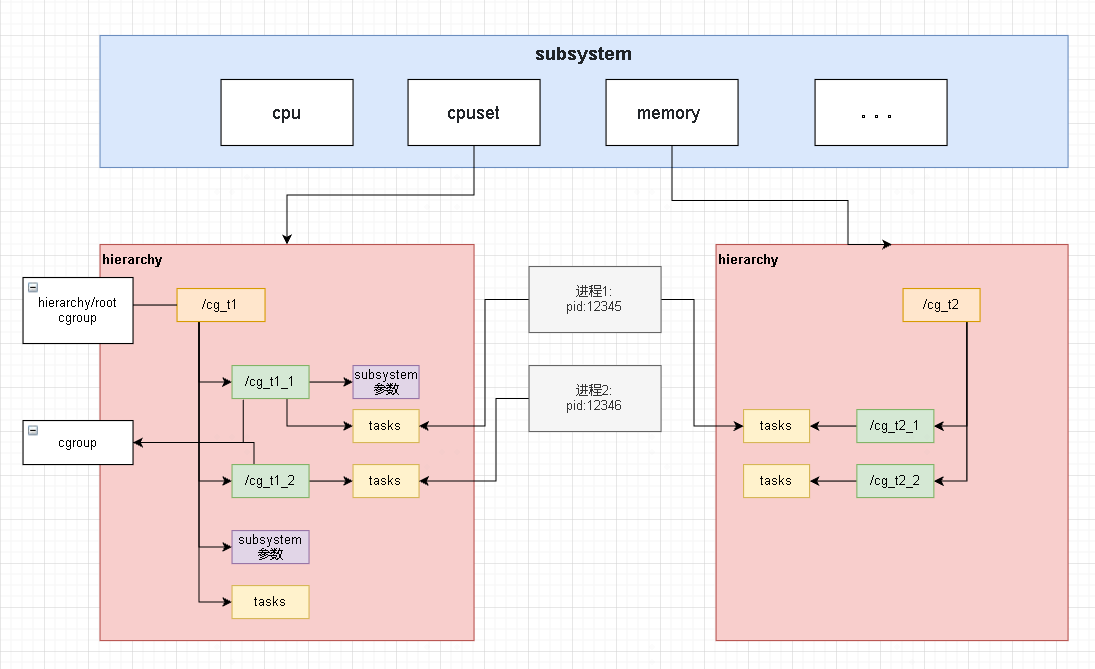 subsystem
cpu
cpuset
memory
。。。
hierarchy
hierarchy
hierarchy/root
cgroup
/cg_t1
进程1:
pid:12345
/cg_t2
/cg_t1_1
subsystem
参数
进程2:
pid:12346
tasks
tasks
/cg_t2_1
cgroup
/cg_t1_2
tasks
tasks
/cg_t2_2
subsystem
参数
tasks